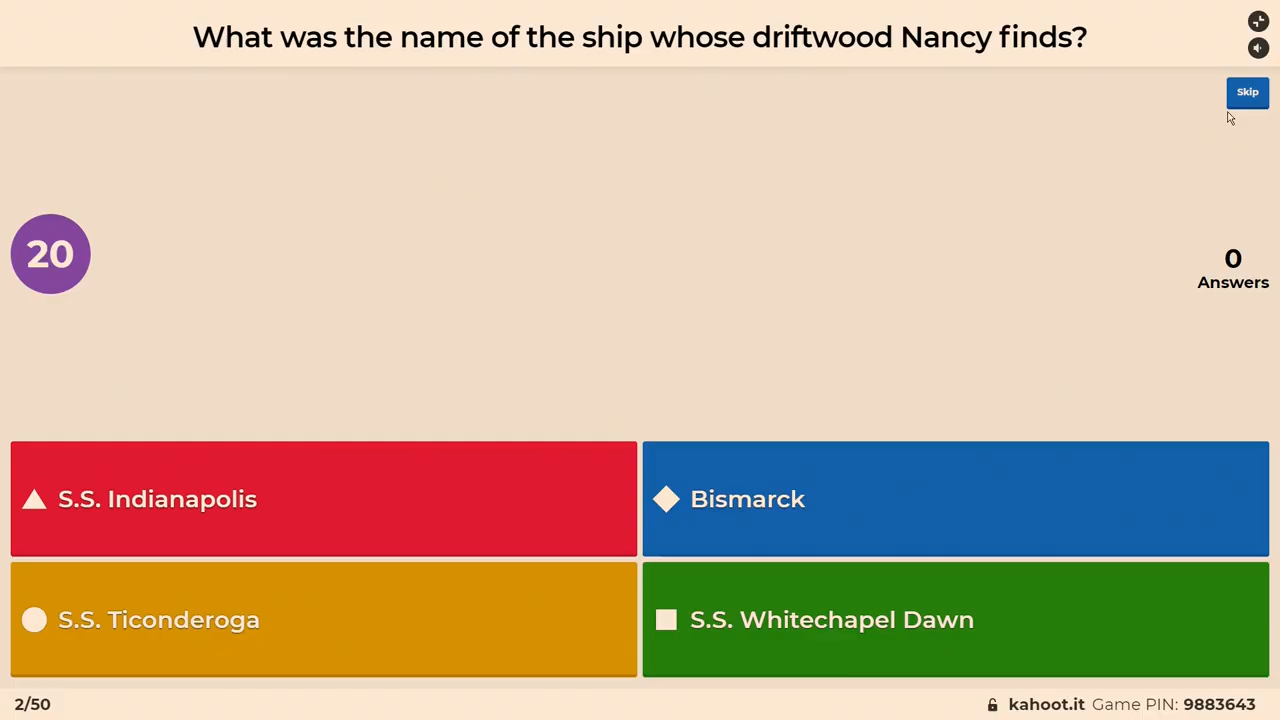 What was the name of the ship whose driftwood Nancy finds?
Skip
20
0
Answers
S.S. Indianapolis
Bismarck
S.S. Ticonderoga
S.S. Whitechapel Dawn
2/50
kahoot.it Game PIN: 9883643